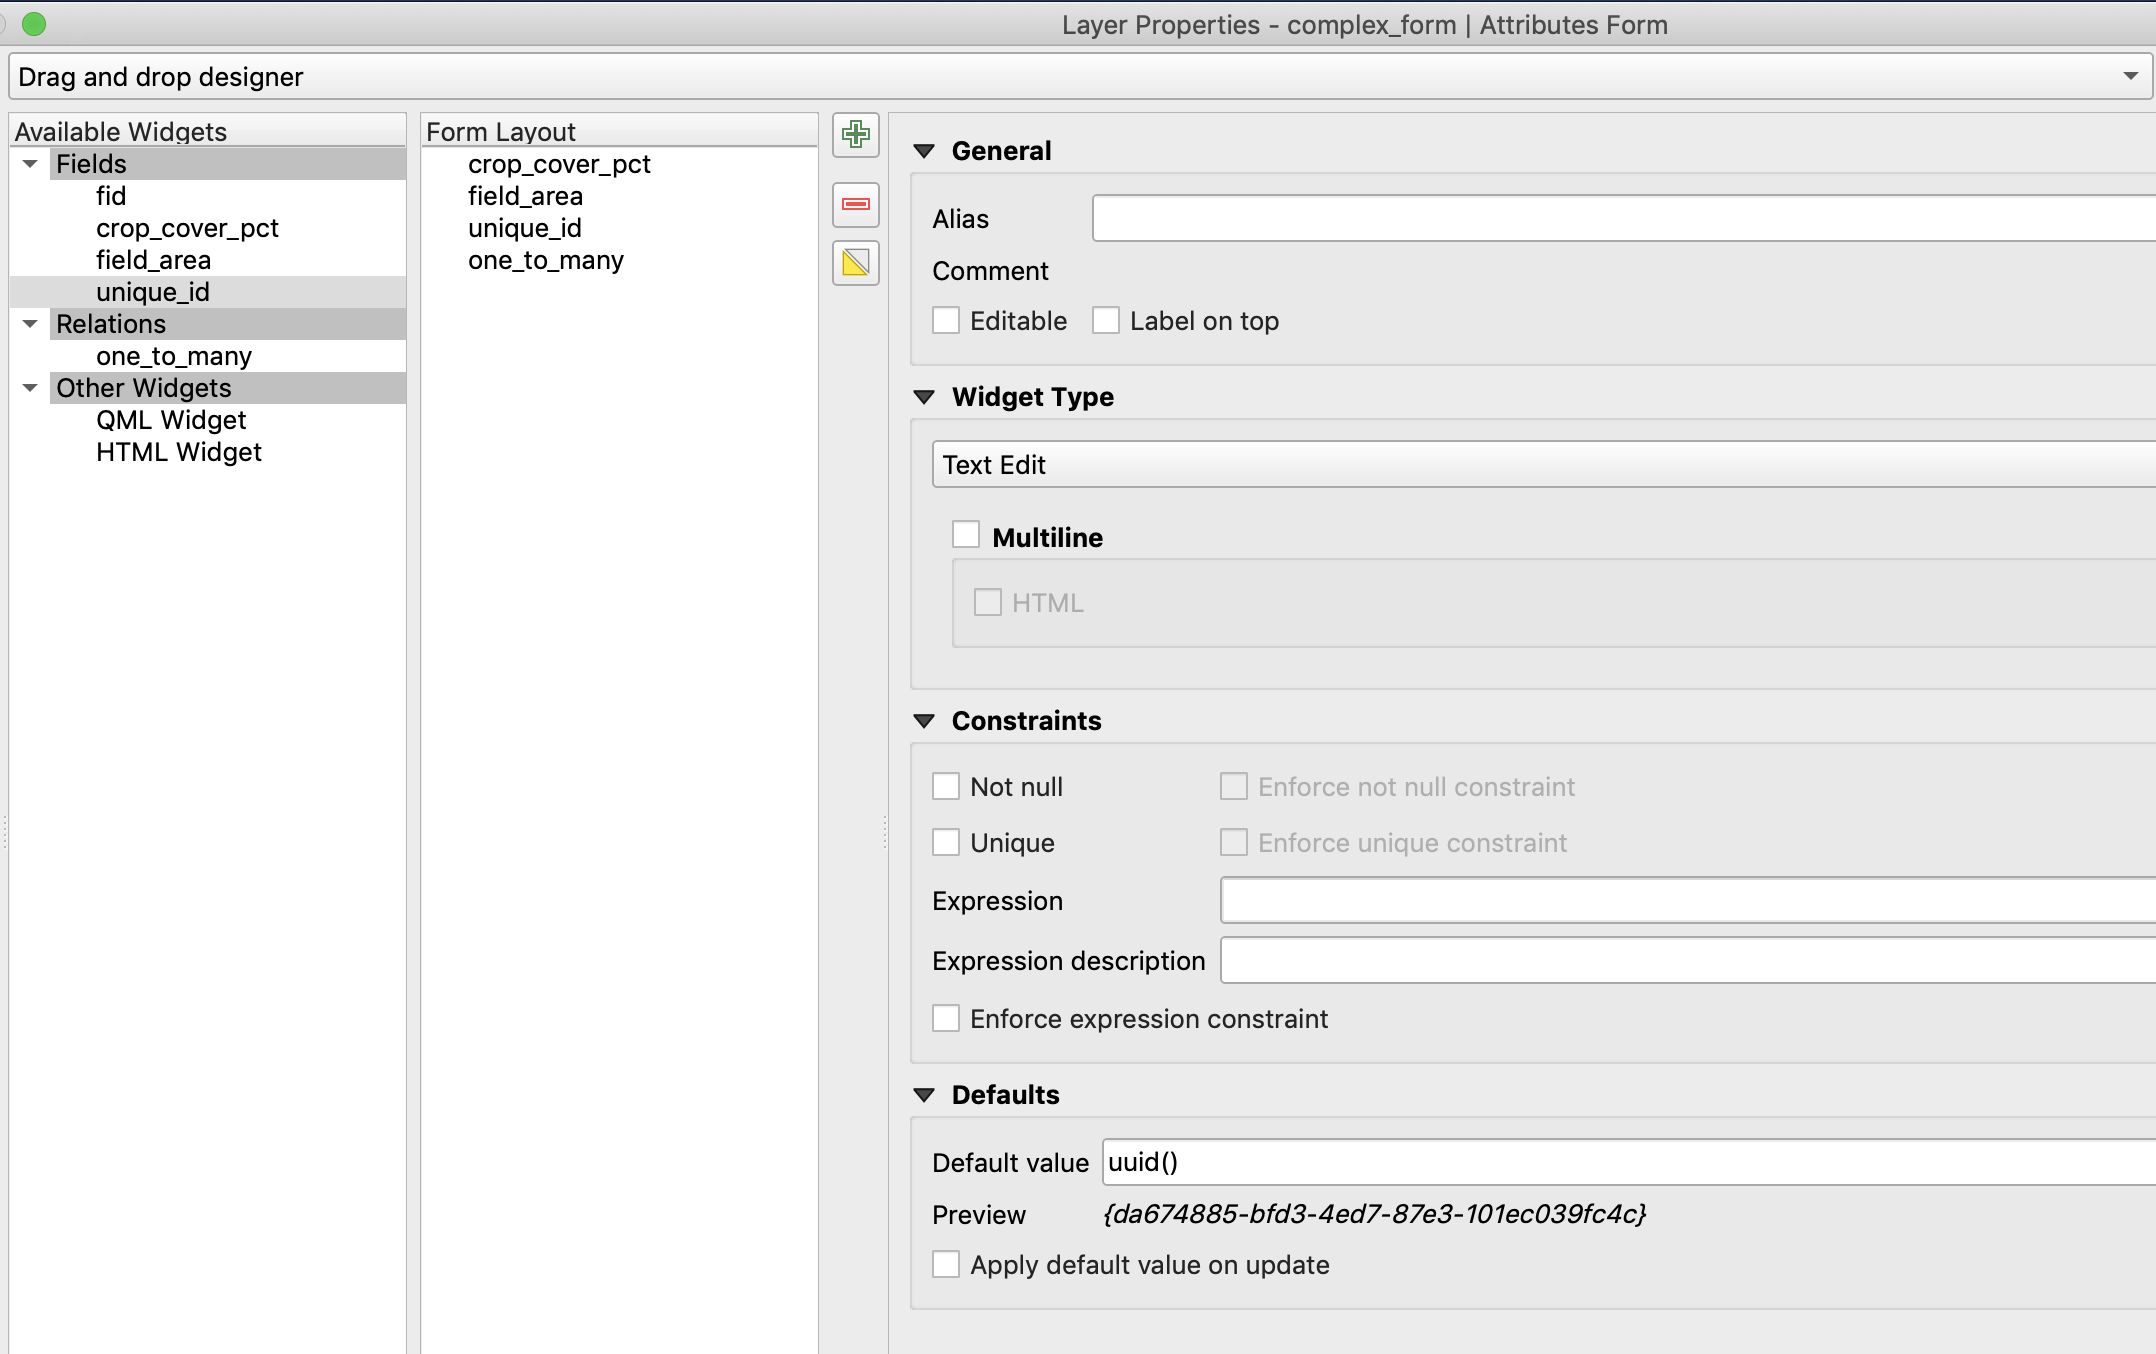 Layer Properties - complex_form | Attributes Form
Drag and drop designer
Available Widgets
Fields
fid
crop_cover_pct
field_area
unique_id
Relations
one_to_many
Other Widgets
QML Widget
HTML Widget
Form Layout
crop_cover_pct
field_area
unique_id
one_to_many
General
Alias
Comment
Editable Label on top
Widget Type
Text Edit
Multiline
HTML
Constraints
Not null Enforce not null constraint
Unique Enforce unique constraint
Expression
Expression description
Enforce expression constraint
Defaults
Default value uuid()
Preview {da674885-bfd3-4ed7-87e3-101ec039fc4c}
Apply default value on update